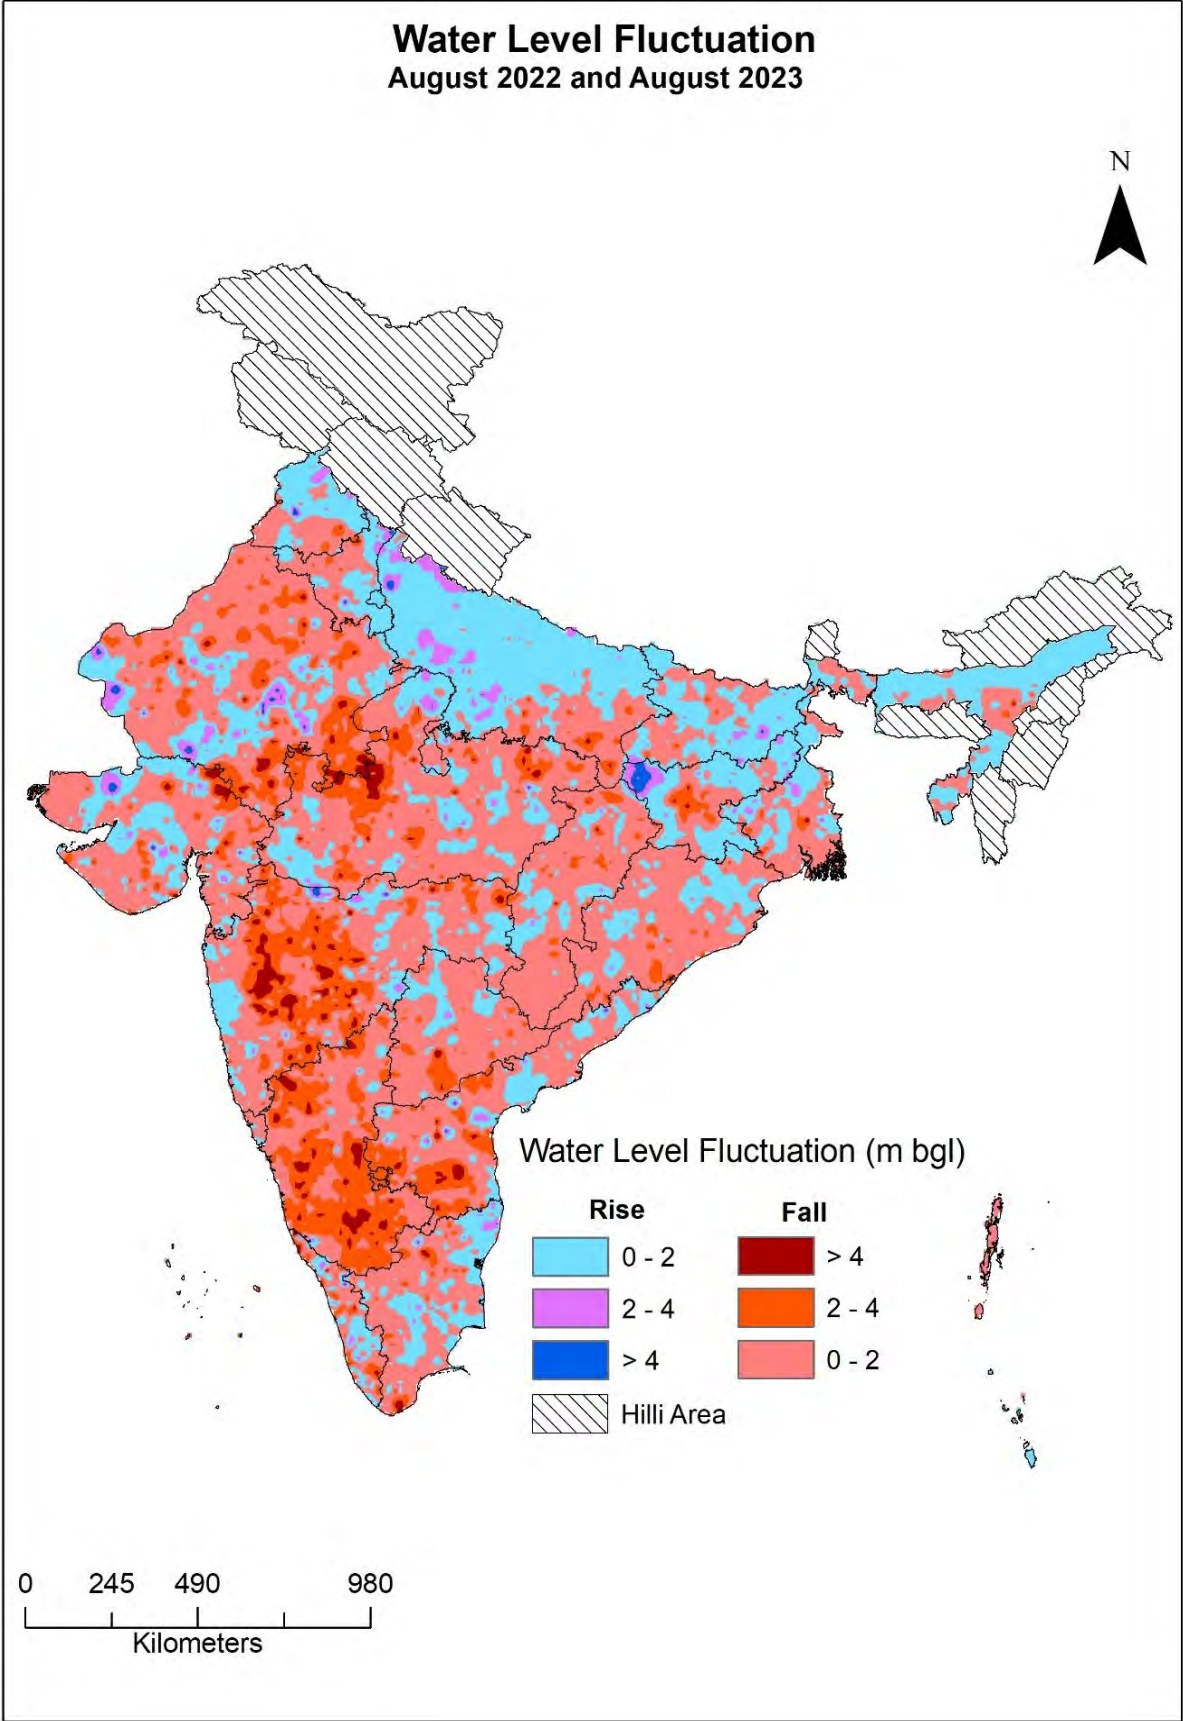 Water Level Fluctuation
August 2022 and August 2023
N
Water Level Fluctuation (m bgl)
Rise Fall
0 - 2 > 4
2 - 4 2 - 4
> 4 0 - 2
Hilli Area
0 245 490 980
Kilometers